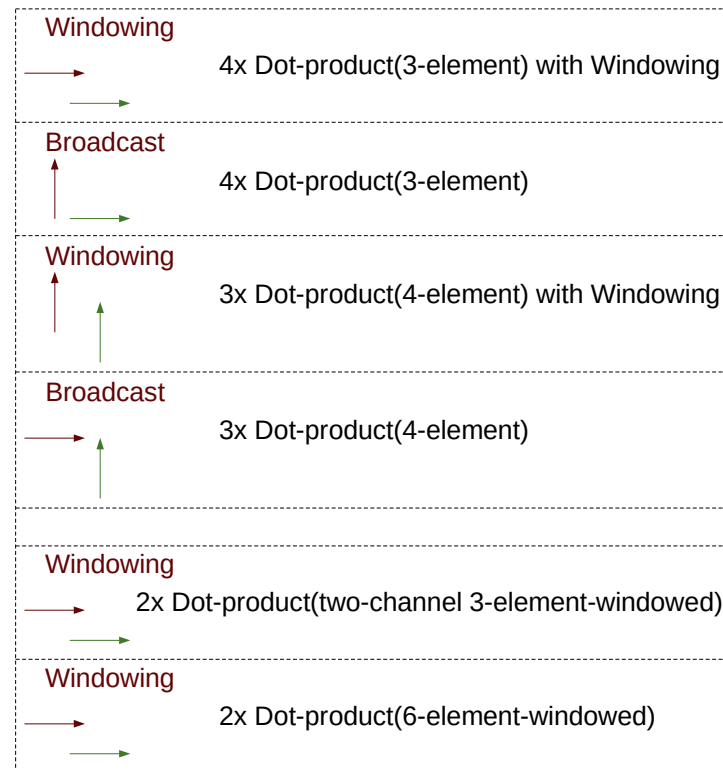 Windowing
4x Dot-product(3-element) with Windowing
Broadcast
4x Dot-product(3-element)
Windowing
3x Dot-product(4-element) with Windowing
Broadcast
3x Dot-product(4-element)
Windowing
2x Dot-product(two-channel 3-element-windowed)
Windowing
2x Dot-product(6-element-windowed)